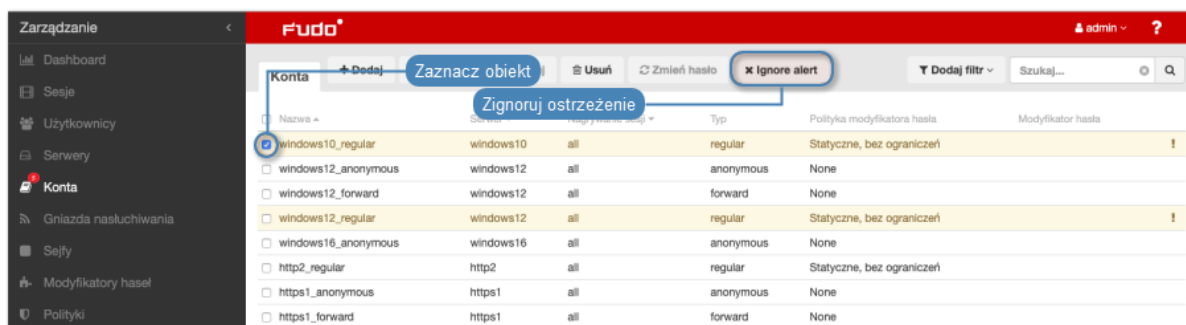 Zarządzanie
Fudo
admin
?
Dashboard
Sesje
Użytkownicy
Serwery
Konta
Gniazda nasłuchiwania
Sejfy
Modyfikatory haseł
Polityki
Konta
+ Dodaj
Zaznacz obiekt
Usuń
Zmień hasło
Ignore alert
Dodaj filtr
Szukaj...
Zignoruj ostrzeżenie
Nazwa Typ Polityka modyfikatora hasła Modyfikator hasła
windows10_regular windows10 all regular Statyczne, bez ograniczeń !
windows12_anonymous windows12 all anonymous None
windows12_forward windows12 all forward None
windows12_regular windows12 all regular Statyczne, bez ograniczeń !
windows16_anonymous windows16 all anonymous None
http2_regular http2 all regular Statyczne, bez ograniczeń
https1_anonymous https1 all anonymous None
https1_forward https1 all forward None